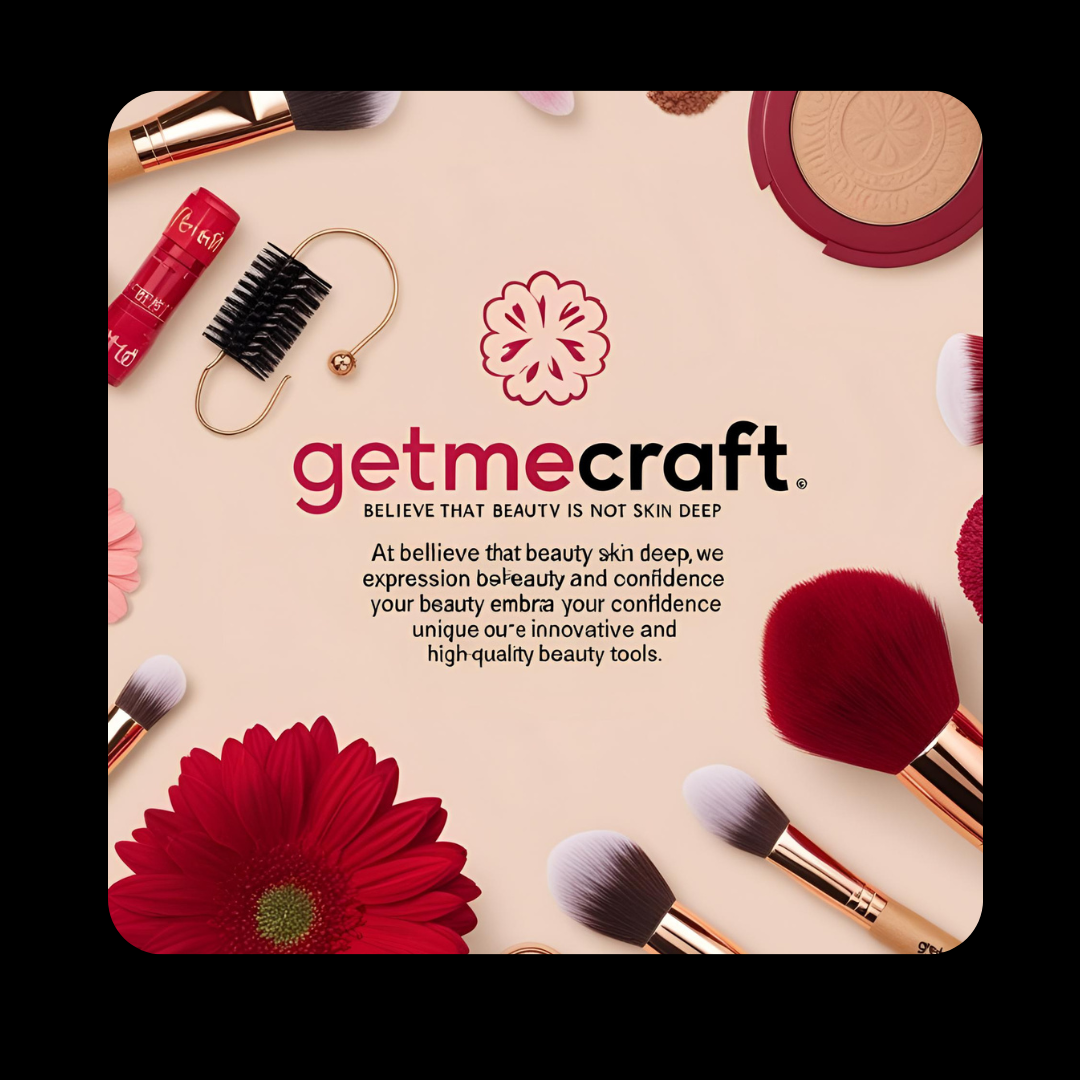 getmecraft.
BELIEVE THAT BEAUTV IS NOT SKIN DEEP
At bellieve that beauty skin deep, we
expression and confidence
your beauty embra your confidence
unique innovative and
high-quality beauty tools.
get